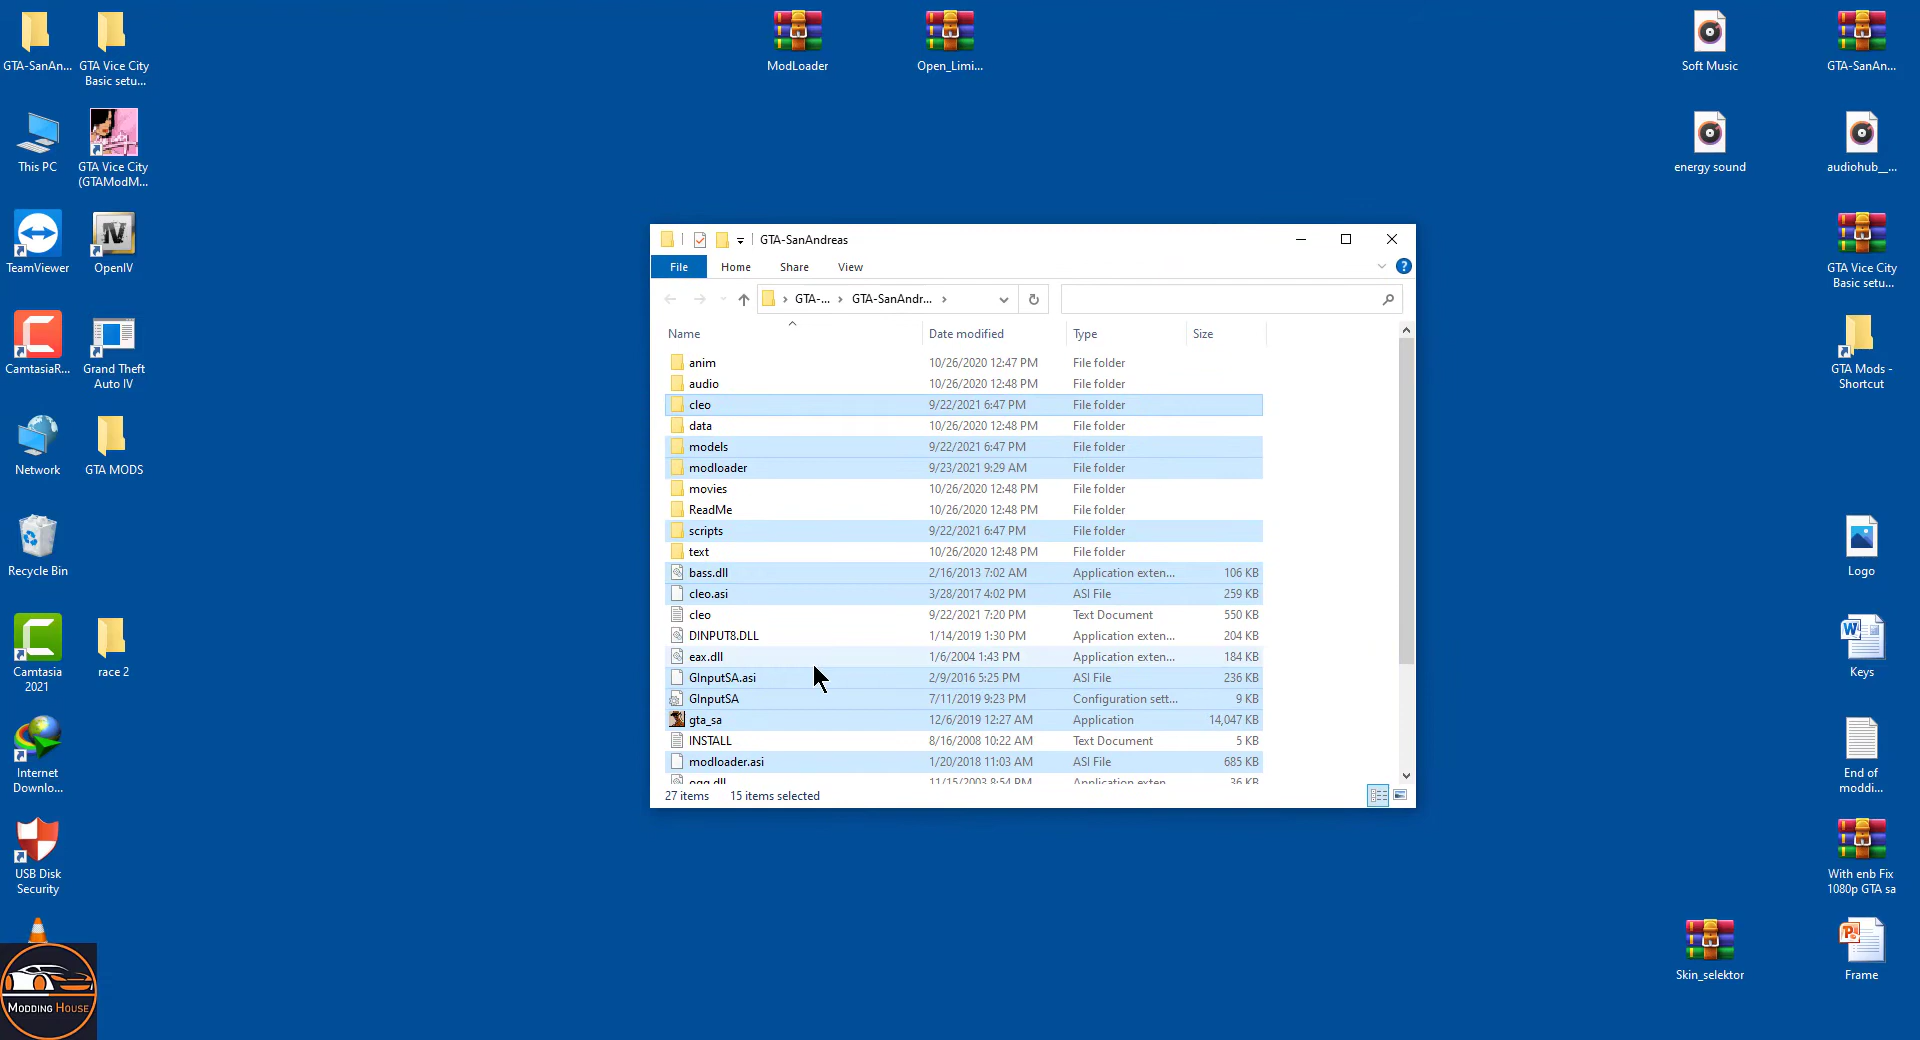 GTA-SanAn...
GTA Vice City
Basic setu...
This PC
GTA Vice City
(GTAModM...
TeamViewer
OpenIV
CamtasiaR...
Grand Theft
Auto IV
Network
GTA MODS
Recycle Bin
Camtasia
2021
race 2
Internet
Downlo...
USB Disk
Security
MODDING HOUSE
ModLoader
Open_Limi...
GTA-SanAndreas
File
Home
Share
View
GTA-...
GTA-SanAndr...
Name
Date modified
Type
Size
anim 10/26/2020 12:47 PM File folder
audio 10/26/2020 12:48 PM File folder
cleo 9/22/2021 6:47 PM File folder
data 10/26/2020 12:48 PM File folder
models 9/22/2021 6:47 PM File folder
modloader 9/23/2021 9:29 AM File folder
movies 10/26/2020 12:48 PM File folder
ReadMe 10/26/2020 12:48 PM File folder
scripts 9/22/2021 6:47 PM File folder
text 10/26/2020 12:48 PM File folder
bass.dll 2/16/2013 7:02 AM Application exten... 106 KB
cleo.asi 3/28/2017 4:02 PM ASI File 259 KB
cleo 9/22/2021 7:20 PM Text Document 550 KB
DINPUT8.DLL 1/14/2019 1:30 PM Application exten... 204 KB
eax.dll 1/6/2004 1:43 PM Application exten... 184 KB
GInputSA.asi 2/9/2016 5:25 PM ASI File 236 KB
GInputSA 7/11/2019 9:23 PM Configuration sett... 9 KB
gta_sa 12/6/2019 12:27 AM Application 14,047 KB
INSTALL 8/16/2008 10:22 AM Text Document 5 KB
modloader.asi 1/20/2018 11:03 AM ASI File 685 KB
ogg.dll 11/15/2003 8:54 PM Application exten... 36 KB
27 items 15 items selected
Soft Music
GTA-SanAn...
energy sound
audiohub__...
GTA Vice City
Basic setu...
GTA Mods -
Shortcut
Logo
Keys
End of
moddi...
With enb Fix
1080p GTA sa
Skin_selektor
Frame